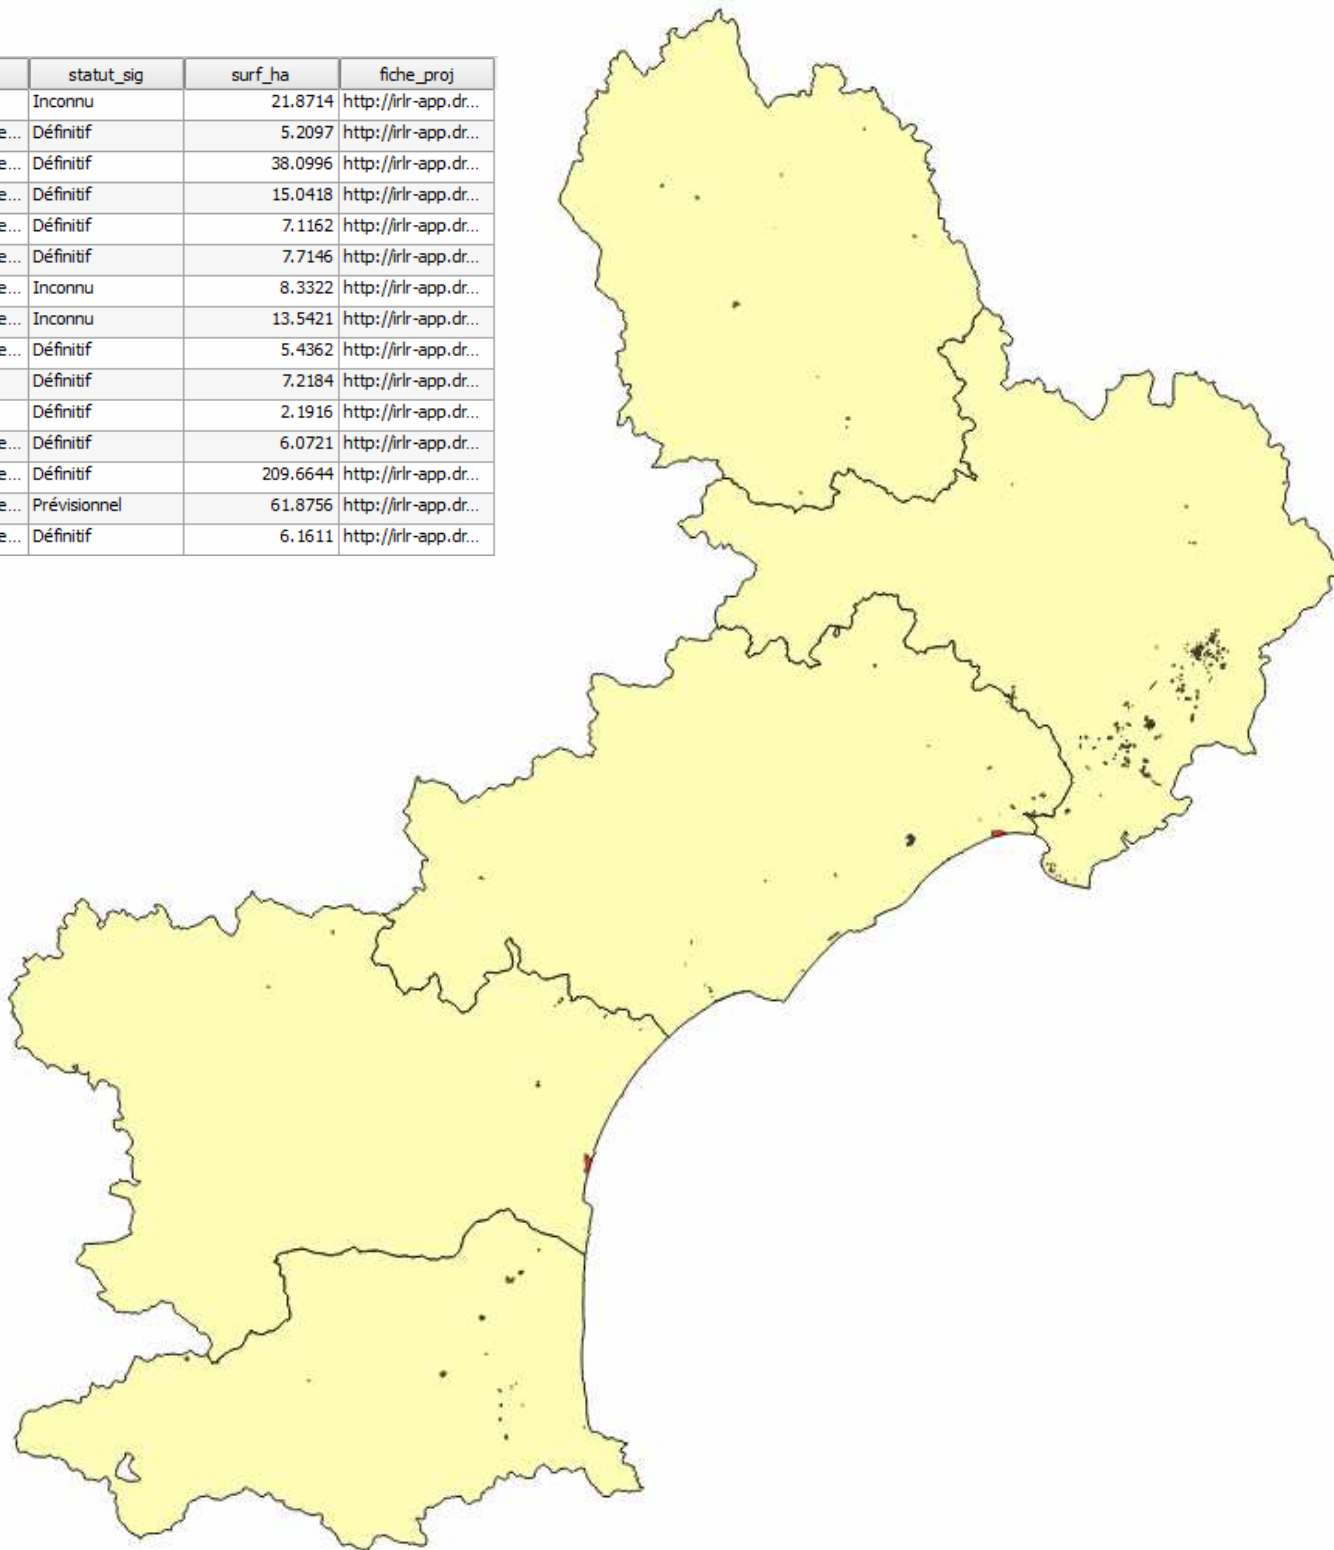 statut_sig surf_ha fiche_proj
Inconnu 21.8714 http://irlr-app.dr...
e... Définitif 5.2097 http://irlr-app.dr...
e... Définitif 38.0996 http://irlr-app.dr...
e... Définitif 15.0418 http://irlr-app.dr...
e... Définitif 7.1162 http://irlr-app.dr...
e... Définitif 7.7146 http://irlr-app.dr...
e... Inconnu 8.3322 http://irlr-app.dr...
e... Inconnu 13.5421 http://irlr-app.dr...
e... Définitif 5.4362 http://irlr-app.dr...
Définitif 7.2184 http://irlr-app.dr...
Définitif 2.1916 http://irlr-app.dr...
e... Définitif 6.0721 http://irlr-app.dr...
e... Définitif 209.6644 http://irlr-app.dr...
e... Prévisionnel 61.8756 http://irlr-app.dr...
e... Définitif 6.1611 http://irlr-app.dr...